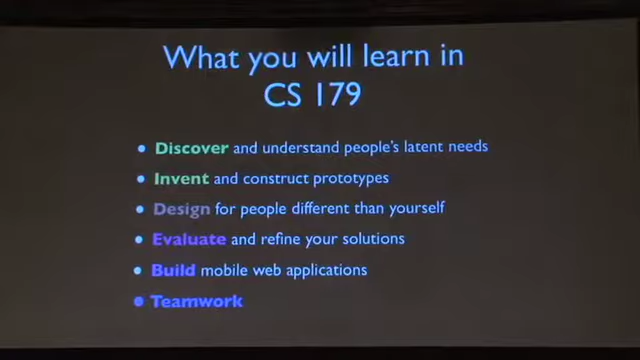 What you will learn in
CS 179
• Discover and understand people's latent needs
• Invent and construct prototypes
• Design for people different than yourself
• Evaluate and refine your solutions
• Build mobile web applications
• Teamwork